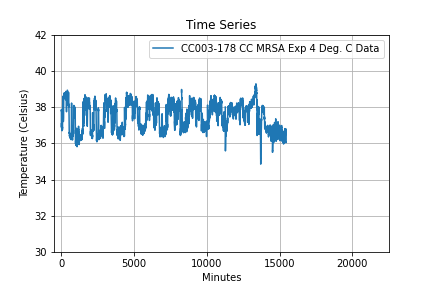 Time Series
CC003-178 CC MRSA Exp 4 Deg. C Data
Temperature (Celsius)
42
40
38
36
34
32
30
0 5000 10000 15000 20000
Minutes